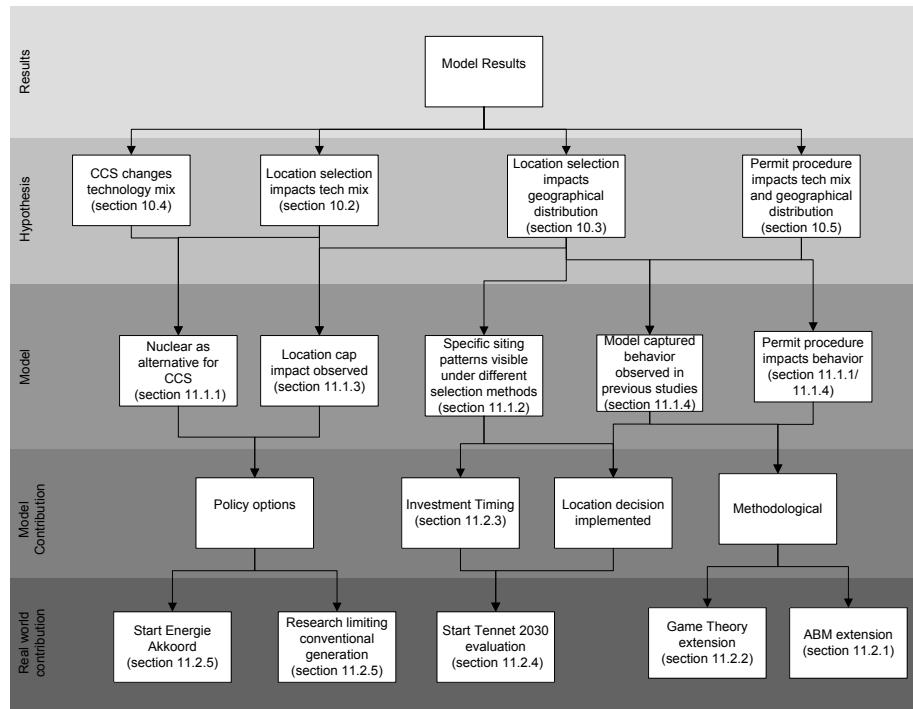 Results
Model Results
Hypothesis
CCS changes
technology mix
(section 10.4)
Location selection
impacts tech mix
(section 10.2)
Location selection
impacts
geographical
distribution
(section 10.3)
Permit procedure
impacts tech mix
and geographical
distribution
(section 10.5)
Model
Nuclear as
alternative for
CCS
(section 11.1.1)
Location cap
impact observed
(section 11.1.3)
Specific siting
patterns visible
under different
selection methods
(section 11.1.2)
Model captured
behavior
observed in
previous studies
(section 11.1.4)
Permit procedure
impacts behavior
(section 11.1.1/
11.1.4)
Model
Contribution
Policy options
Investment Timing
(section 11.2.3)
Location decision
implemented
Methodological
Real world
contribution
Start Energie
Akkoord
(section 11.2.5)
Research limiting
conventional
generation
(section 11.2.5)
Start Tennet 2030
evaluation
(section 11.2.4)
Game Theory
extension
(section 11.2.2)
ABM extension
(section 11.2.1)